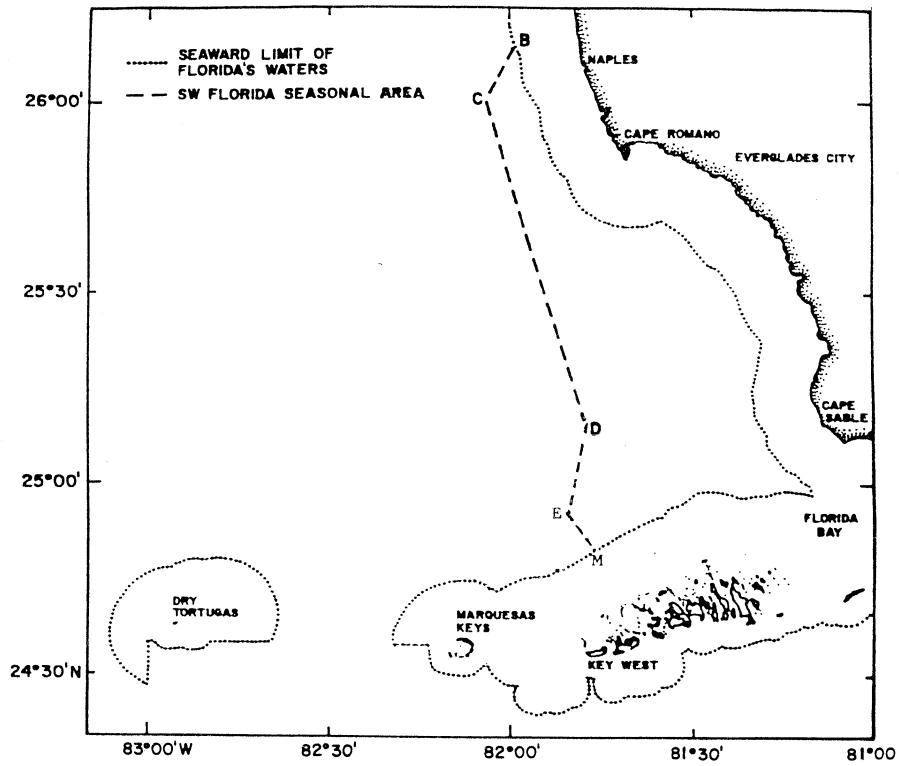 SEAWARD LIMIT OF
FLORIDA'S WATERS
SW FLORIDA SEASONAL AREA
B
NAPLES
26°00'
C
CAPE ROMANO
EVERGLADES CITY
25°30'
CAPE
SABLE
D
25°00'
E
FLORIDA
BAY
M
DRY
TORTUGAS
MARQUESAS
KEYS
KEY WEST
24°30'N
83°00'W
82°30'
82°00'
81°30'
81°00